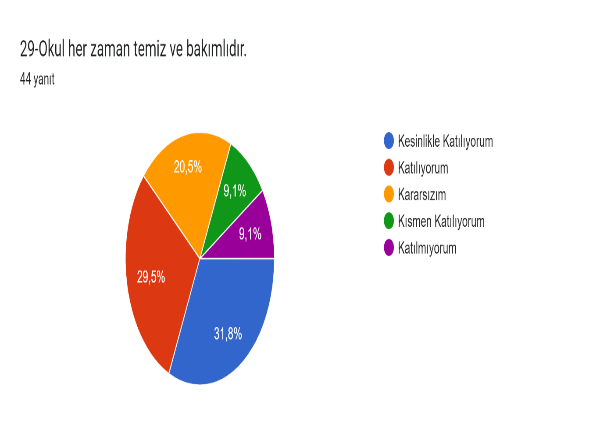 29-Okul her zaman temiz ve bakımlıdır.
44 yanıt
Kesinlikle Katılıyorum
Katılıyorum
Kararsızım
Kısmen Katılıyorum
Katılmıyorum
20,5%
9,1%
9,1%
29,5%
31,8%